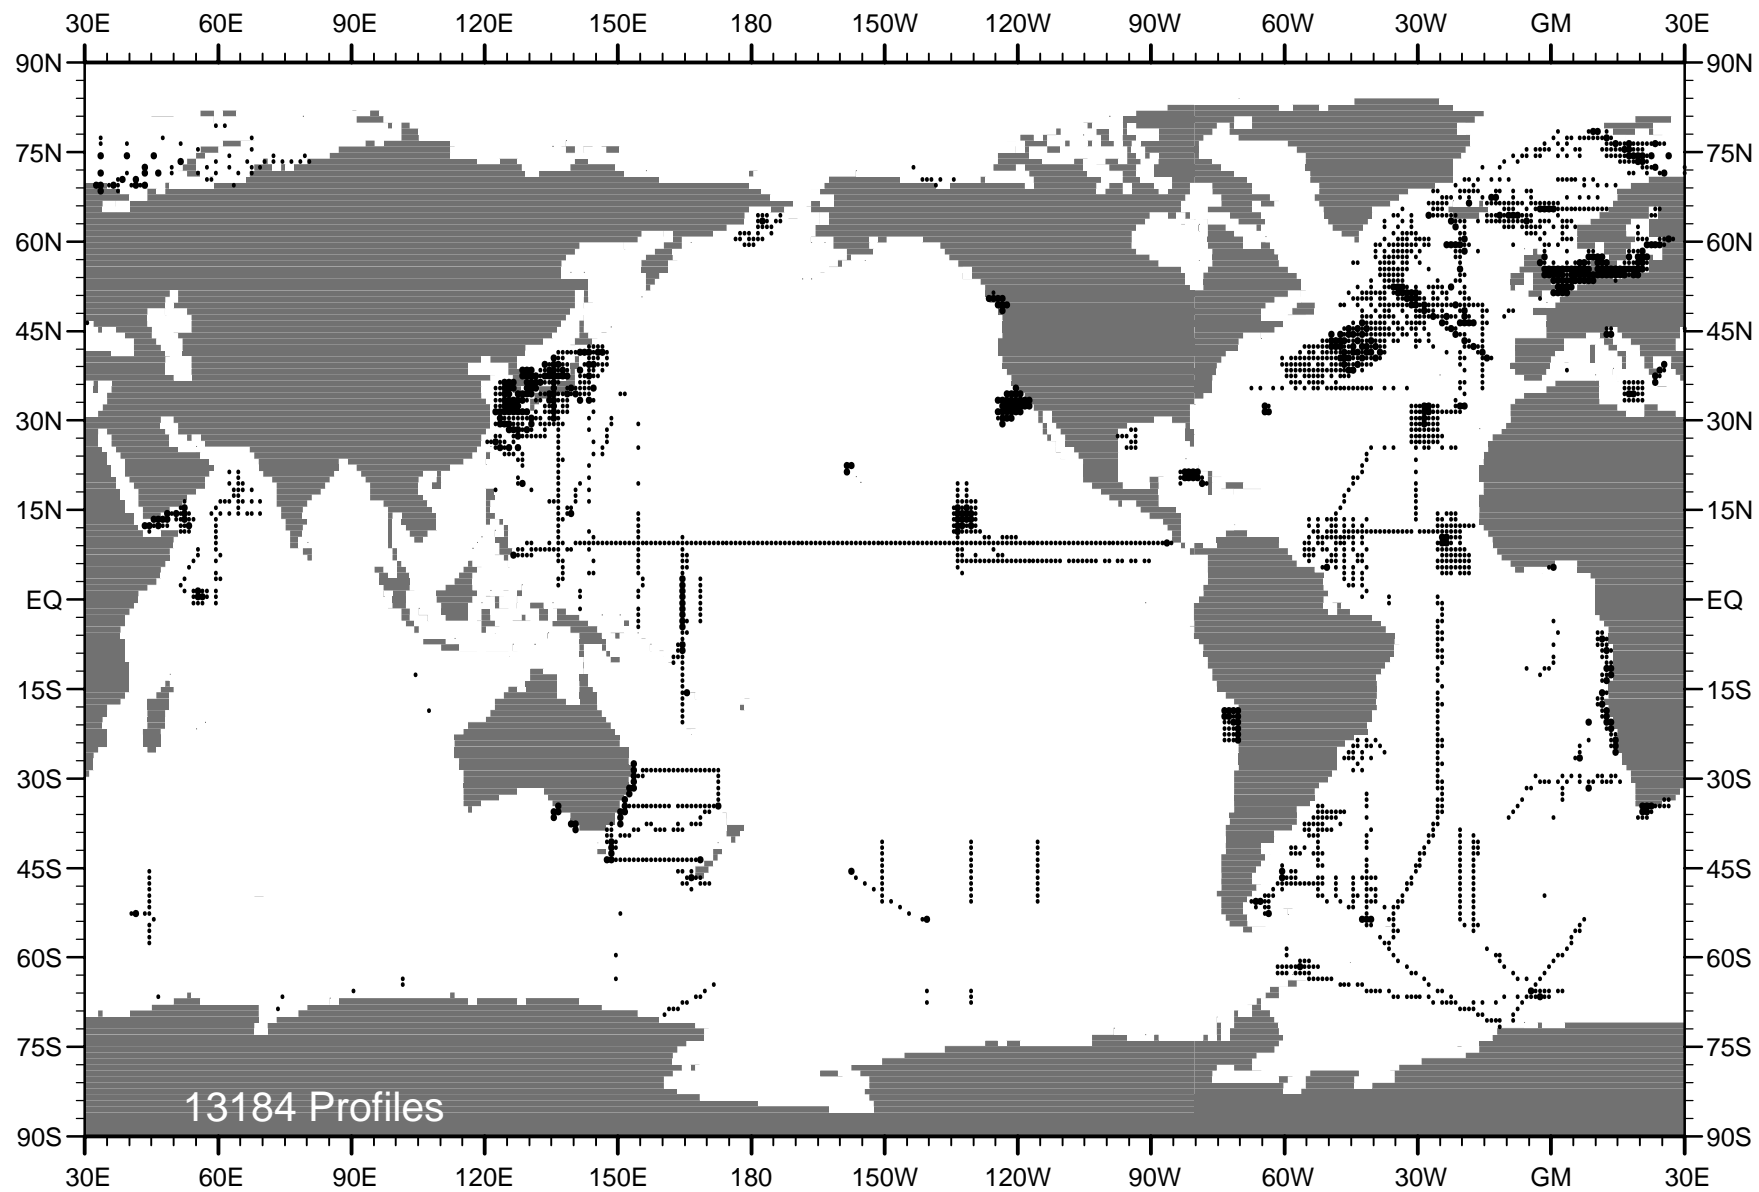 30E 60E 90E 120E 150E 180 150W 120W 90W 60W 30W GM 30E
90N 90N
75N 75N
60N 60N
45N 45N
30N 30N
15N 15N
EQ EQ
15S 15S
30S 30S
45S 45S
60S 60S
75S 75S
13184 Profiles
90S 90S
30E 60E 90E 120E 150E 180 150W 120W 90W 60W 30W GM 30E